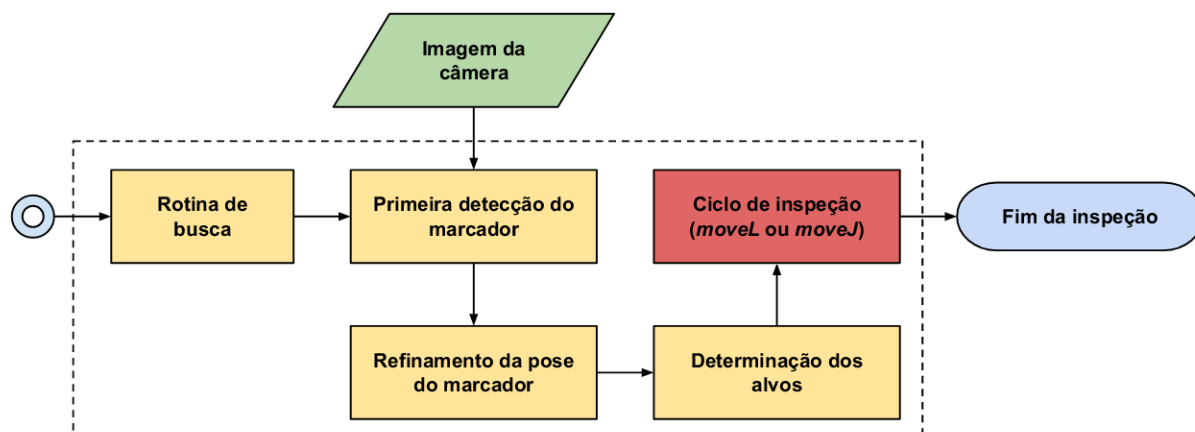 Imagem da
câmera
Rotina de
busca
Primeira detecção do
marcador
Ciclo de inspeção
(moveL ou moveJ)
Fim da inspeção
Refinamento da pose
do marcador
Determinação dos
alvos